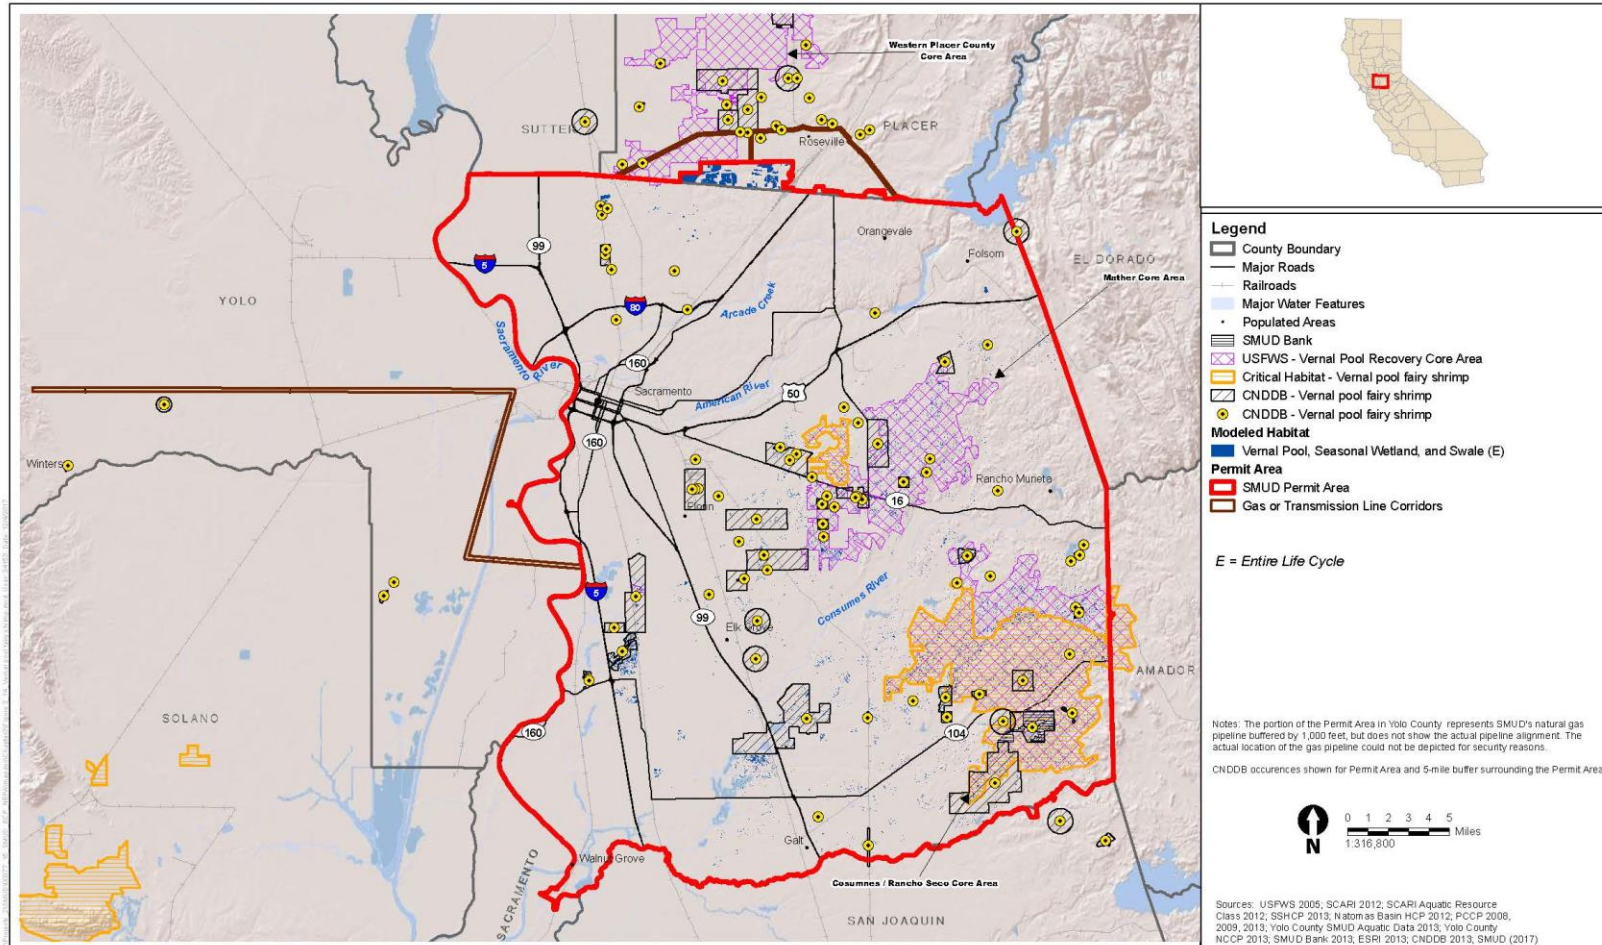 Western Placer County
Core Area
SUTTER
PLACER
Roseville
99
Orangevale
Folsom
EL DORADO
5
Mather Core Area
YOLO
80
Arcade Creek
Sacramento
River
160
Sacramento
50
American River
160
Winters
Rancho Murieta
16
Florin
5
Consumes River
99
Elk Grove
AMADOR
SOLANO
160
104
Galt
Walnut Grove
Cosumnes / Rancho Seco Core Area
SACRAMENTO
SAN JOAQUIN
Legend
County Boundary
Major Roads
Railroads
Major Water Features
Populated Areas
SMUD Bank
USFWS - Vernal Pool Recovery Core Area
Critical Habitat - Vernal pool fairy shrimp
CNDDB - Vernal pool fairy shrimp
CNDDB - Vernal pool fairy shrimp
Modeled Habitat
Vernal Pool, Seasonal Wetland, and Swale (E)
Permit Area
SMUD Permit Area
Gas or Transmission Line Corridors
E = Entire Life Cycle
Notes: The portion of the Permit Area in Yolo County represents SMUD's natural gas
pipeline buffered by 1,000 feet, but does not show the actual pipeline alignment. The
actual location of the gas pipeline could not be depicted for security reasons.
CNDDB occurences shown for Permit Area and 5-mile buffer surrounding the Permit Area
N
0 1 2 3 4 5
Miles
1:316,800
Sources: USFWS 2005; SCARI 2012; SCARI Aquatic Resource
Class 2012; SSHCP 2013; Natomas Basin HCP 2012; PCCP 2008,
2009, 2013; Yolo County SMUD Aquatic Data 2013; Yolo County
NCCP 2013; SMUD Bank 2013; ESRI 2013; CNDDB 2013; SMUD (2017)